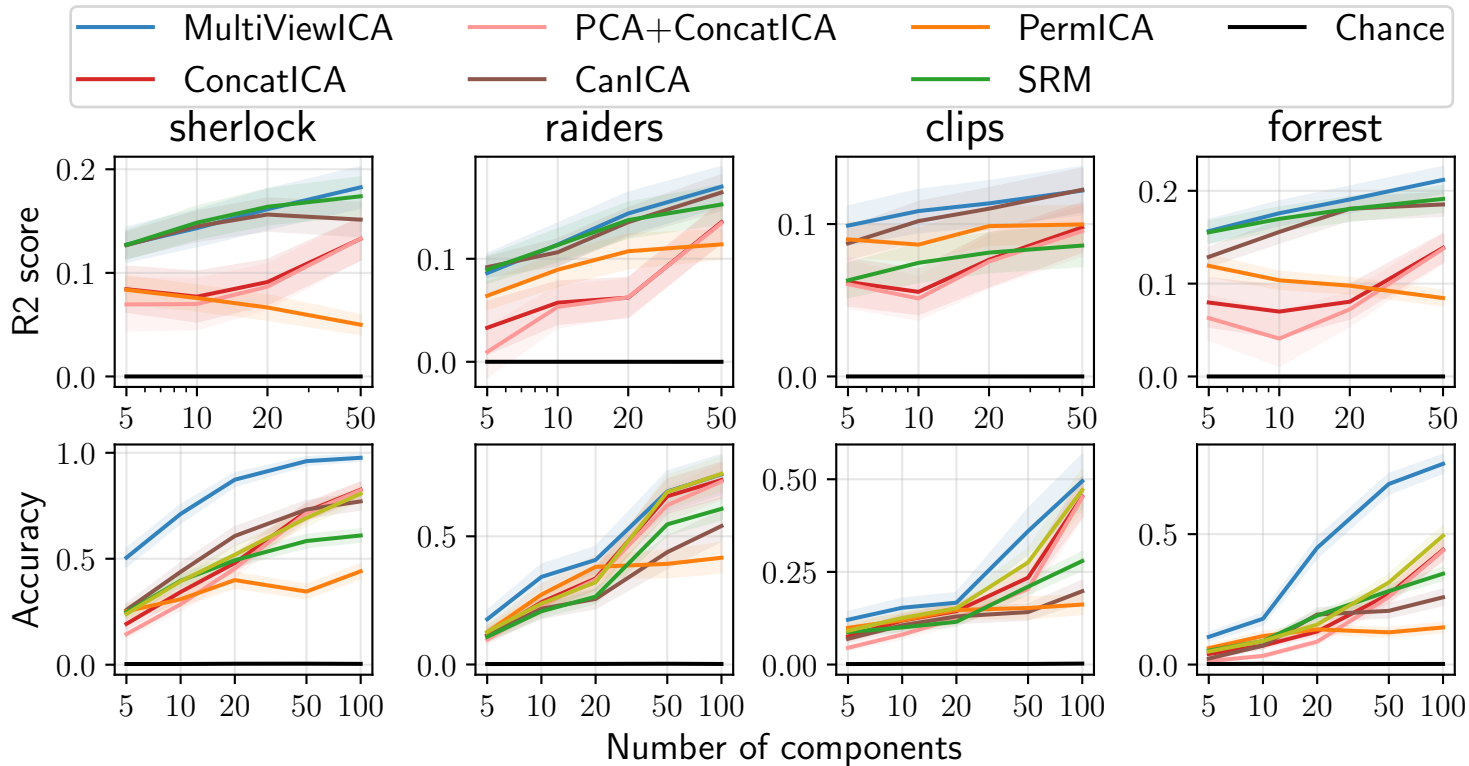 MultiViewICA PCA+ConcatICA PermICA Chance
ConcatICA CanICA SRM
sherlock raiders clips forrest
R2 score
0.2
0.1
0.0
5 10 20 50
0.1
0.0
5 10 20 50
0.1
0.0
5 10 20 50
0.2
0.1
0.0
5 10 20 50
Accuracy
1.0
0.5
0.0
5 10 20 50 100
0.5
0.0
5 10 20 50 100
0.50
0.25
0.00
5 10 20 50 100
0.5
0.0
5 10 20 50 100
Number of components